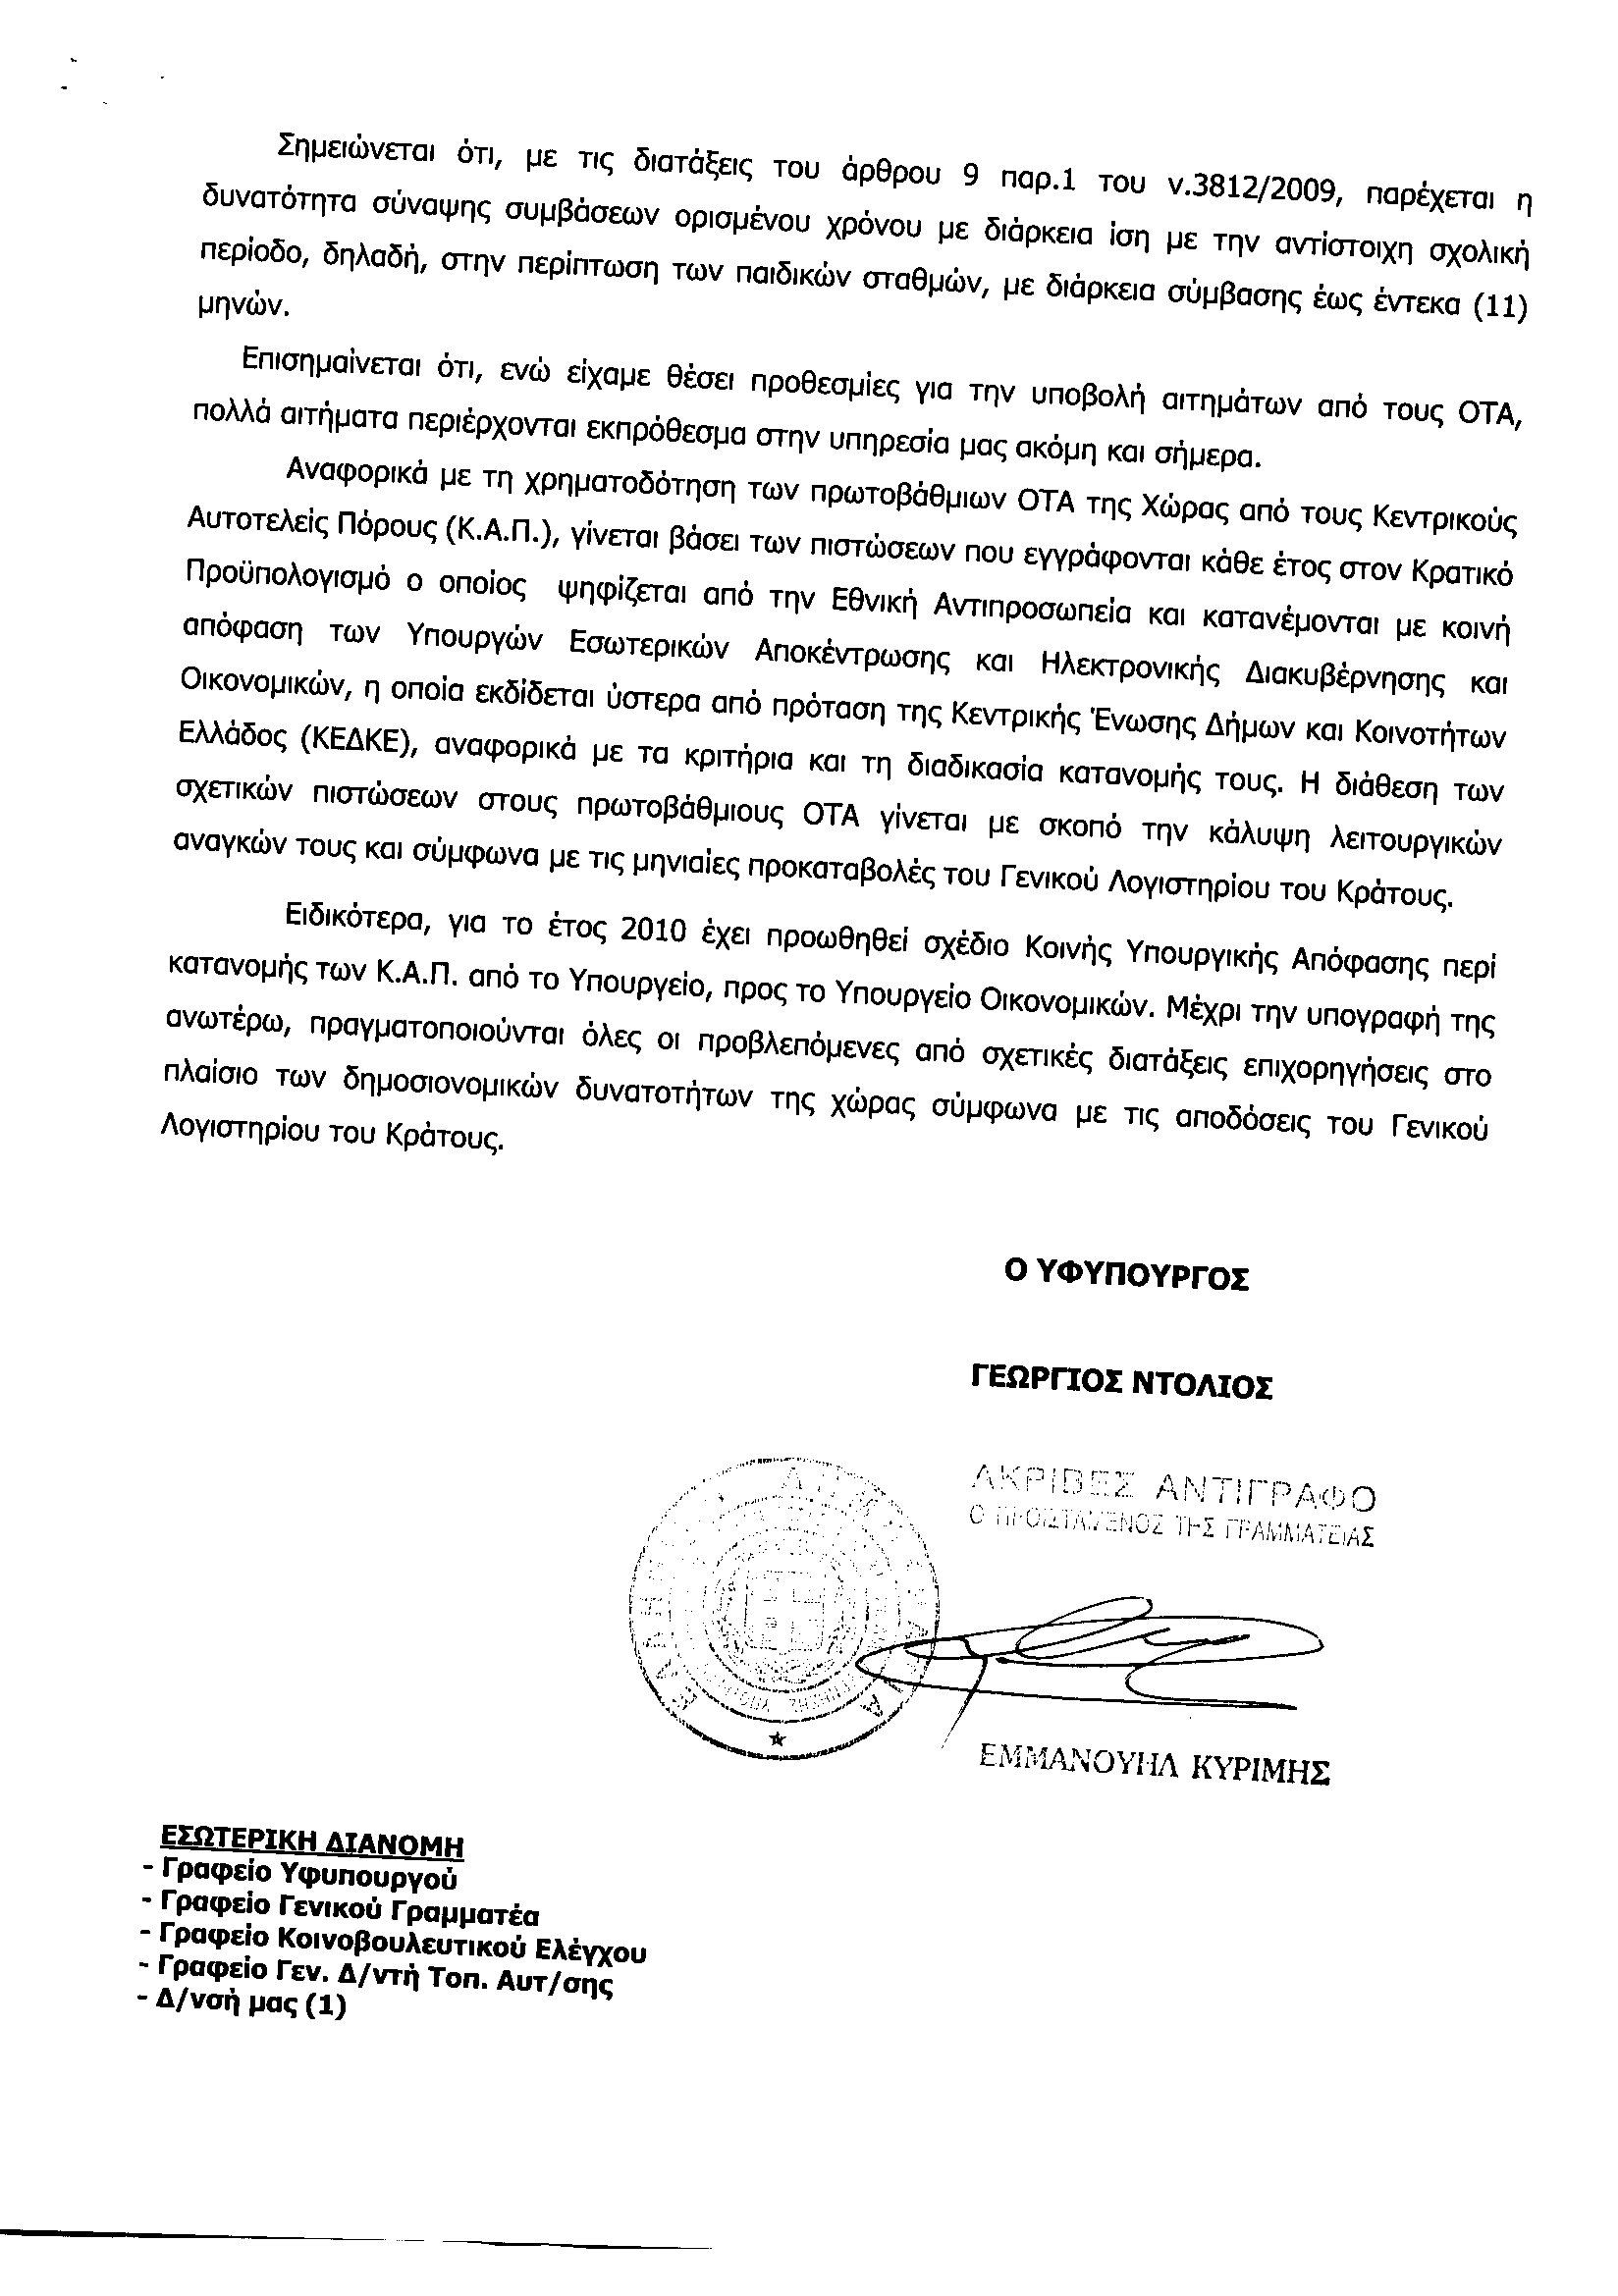 Σημειώνεται ότι, με τις διατάξεις του άρθρου 9 παρ.1 του ν.3812/2009, παρέχεται η
δυνατότητα σύναψης συμβάσεων ορισμένου χρόνου με διάρκεια ίση με την αντίστοιχη σχολική
περίοδο, δηλαδή, στην περίπτωση των παιδικών σταθμών, με διάρκεια σύμβασης έως έντεκα (11)
μηνών.
Επισημαίνεται ότι, ενώ είχαμε θέσει προθεσμίες για την υποβολή αιτημάτων από τους ΟΤΑ,
πολλά αιτήματα περιέρχονται εκπρόθεσμα στην υπηρεσία μας ακόμη και σήμερα.
Αναφορικά με τη χρηματοδότηση των πρωτοβάθμιων ΟΤΑ της Χώρας από τους Κεντρικούς
Αυτοτελείς Πόρους (Κ.Α.Π.), γίνεται βάσει των πιστώσεων που εγγράφονται κάθε έτος στον Κρατικό
Προϋπολογισμό ο οποίος ψηφίζεται από την Εθνική Αντιπροσωπεία και κατανέμονται με κοινή
απόφαση των Υπουργών Εσωτερικών Αποκέντρωσης και Ηλεκτρονικής Διακυβέρνησης και
Οικονομικών, η οποία εκδίδεται ύστερα από πρόταση της Κεντρικής Ένωσης Δήμων και Κοινοτήτων
Ελλάδος (ΚΕΔΚΕ), αναφορικά με τα κριτήρια και τη διαδικασία κατανομής τους. Η διάθεση των
σχετικών πιστώσεων στους πρωτοβάθμιους ΟΤΑ γίνεται με σκοπό την κάλυψη λειτουργικών
αναγκών τους και σύμφωνα με τις μηνιαίες προκαταβολές του Γενικού Λογιστηρίου του Κράτους.
Ειδικότερα, για το έτος 2010 έχει προωθηθεί σχέδιο Κοινής Υπουργικής Απόφασης περί
κατανομής των Κ.Α.Π. από το Υπουργείο, προς το Υπουργείο Οικονομικών. Μέχρι την υπογραφή της
ανωτέρω, πραγματοποιούνται όλες οι προβλεπόμενες από σχετικές διατάξεις επιχορηγήσεις στο
πλαίσιο των δημοσιονομικών δυνατοτήτων της χώρας σύμφωνα με τις αποδόσεις του Γενικού
Λογιστηρίου του Κράτους.
Ο ΥΦΥΠΟΥΡΓΟΣ
ΓΕΩΡΓΙΟΣ ΝΤΟΛΙΟΣ
ΑΚΡΙΒΕΣ ΑΝΤΙΓΡΑΦΟ
Ο ΠΡΟΪΣΤΑΜΕΝΟΣ ΤΗΣ ΓΡΑΜΜΑΤΕΙΑΣ
ΕΛΛΗΝΙΚΗ ΔΗΜΟΚΡΑΤΙΑ
ΕΜΜΑΝΟΥΗΛ ΚΥΡΙΜΗΣ
ΕΣΩΤΕΡΙΚΗ ΔΙΑΝΟΜΗ
- Γραφείο Υφυπουργού
- Γραφείο Γενικού Γραμματέα
- Γραφείο Κοινοβουλευτικού Ελέγχου
- Γραφείο Γεν. Δ/ντή Τοπ. Αυτ/σης
- Δ/νσή μας (1)